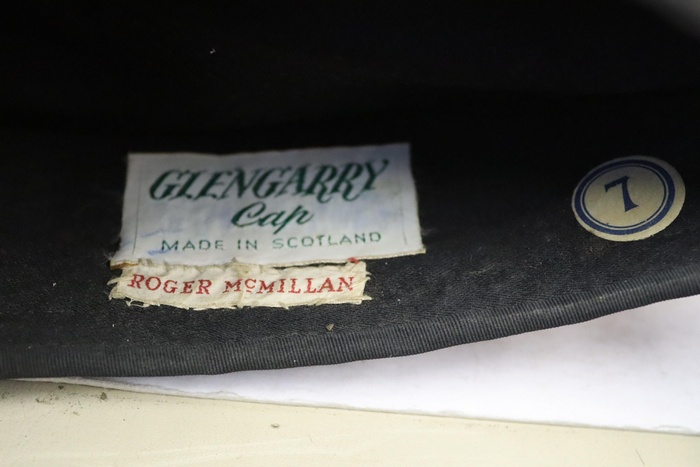 GLENGARRY
Cap
MADE IN SCOTLAND
ROGER McMILLAN
7